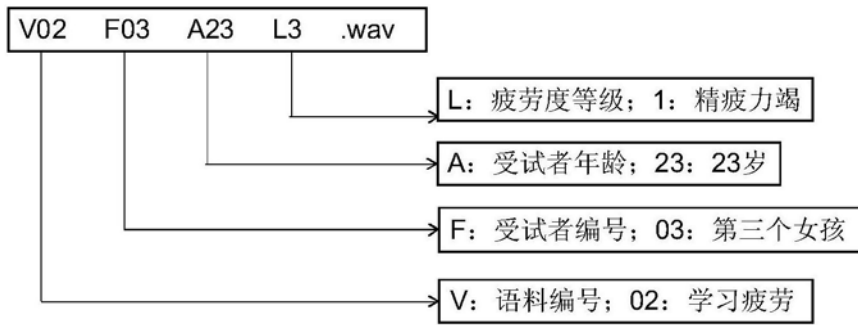 V02 F03 A23 L3 .wav
L：疲劳度等级；1：精疲力竭
A：受试者年龄；23：23岁
F：受试者编号；03：第三个女孩
V：语料编号；02：学习疲劳